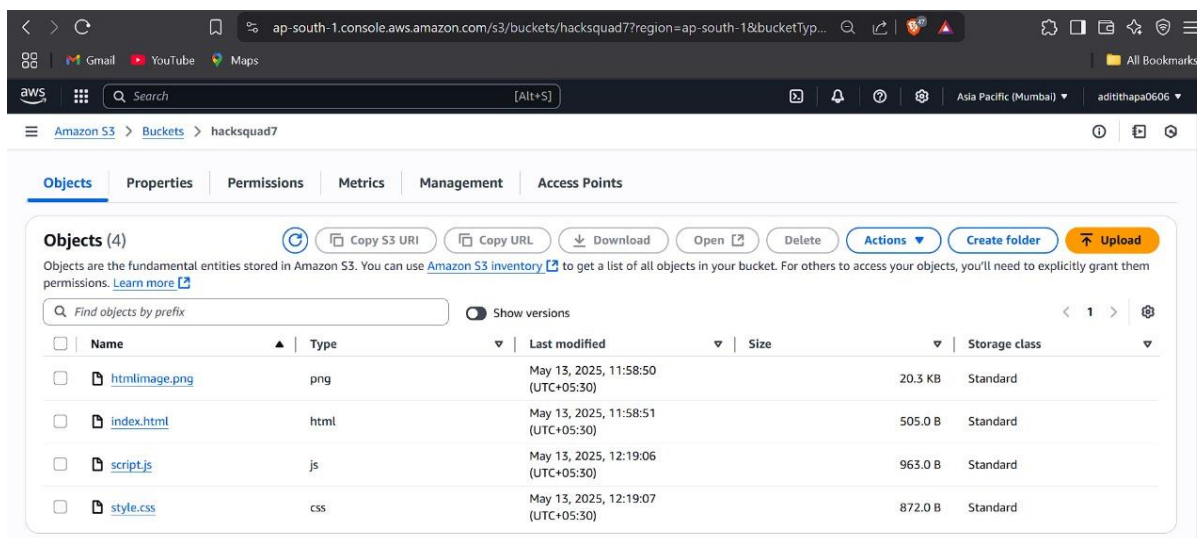 ap-south-1.console.aws.amazon.com/s3/buckets/hacksquad7?region=ap-south-1&bucketTyp...
Gmail YouTube Maps All Bookmarks
aws Search [Alt+S] Asia Pacific (Mumbai) ▼ aditithapa0606 ▼
Amazon S3 > Buckets > hacksquad7
Objects Properties Permissions Metrics Management Access Points
Objects (4) Copy S3 URI Copy URL Download Open Delete Actions ▼ Create folder Upload
Objects are the fundamental entities stored in Amazon S3. You can use Amazon S3 inventory to get a list of all objects in your bucket. For others to access your objects, you'll need to explicitly grant them
permissions. Learn more
Find objects by prefix Show versions < 1 >
Name Type Last modified Size Storage class
htmlimage.png png May 13, 2025, 11:58:50 (UTC+05:30) 20.3 KB Standard
index.html html May 13, 2025, 11:58:51 (UTC+05:30) 505.0 B Standard
script.js js May 13, 2025, 12:19:06 (UTC+05:30) 963.0 B Standard
style.css css May 13, 2025, 12:19:07 (UTC+05:30) 872.0 B Standard